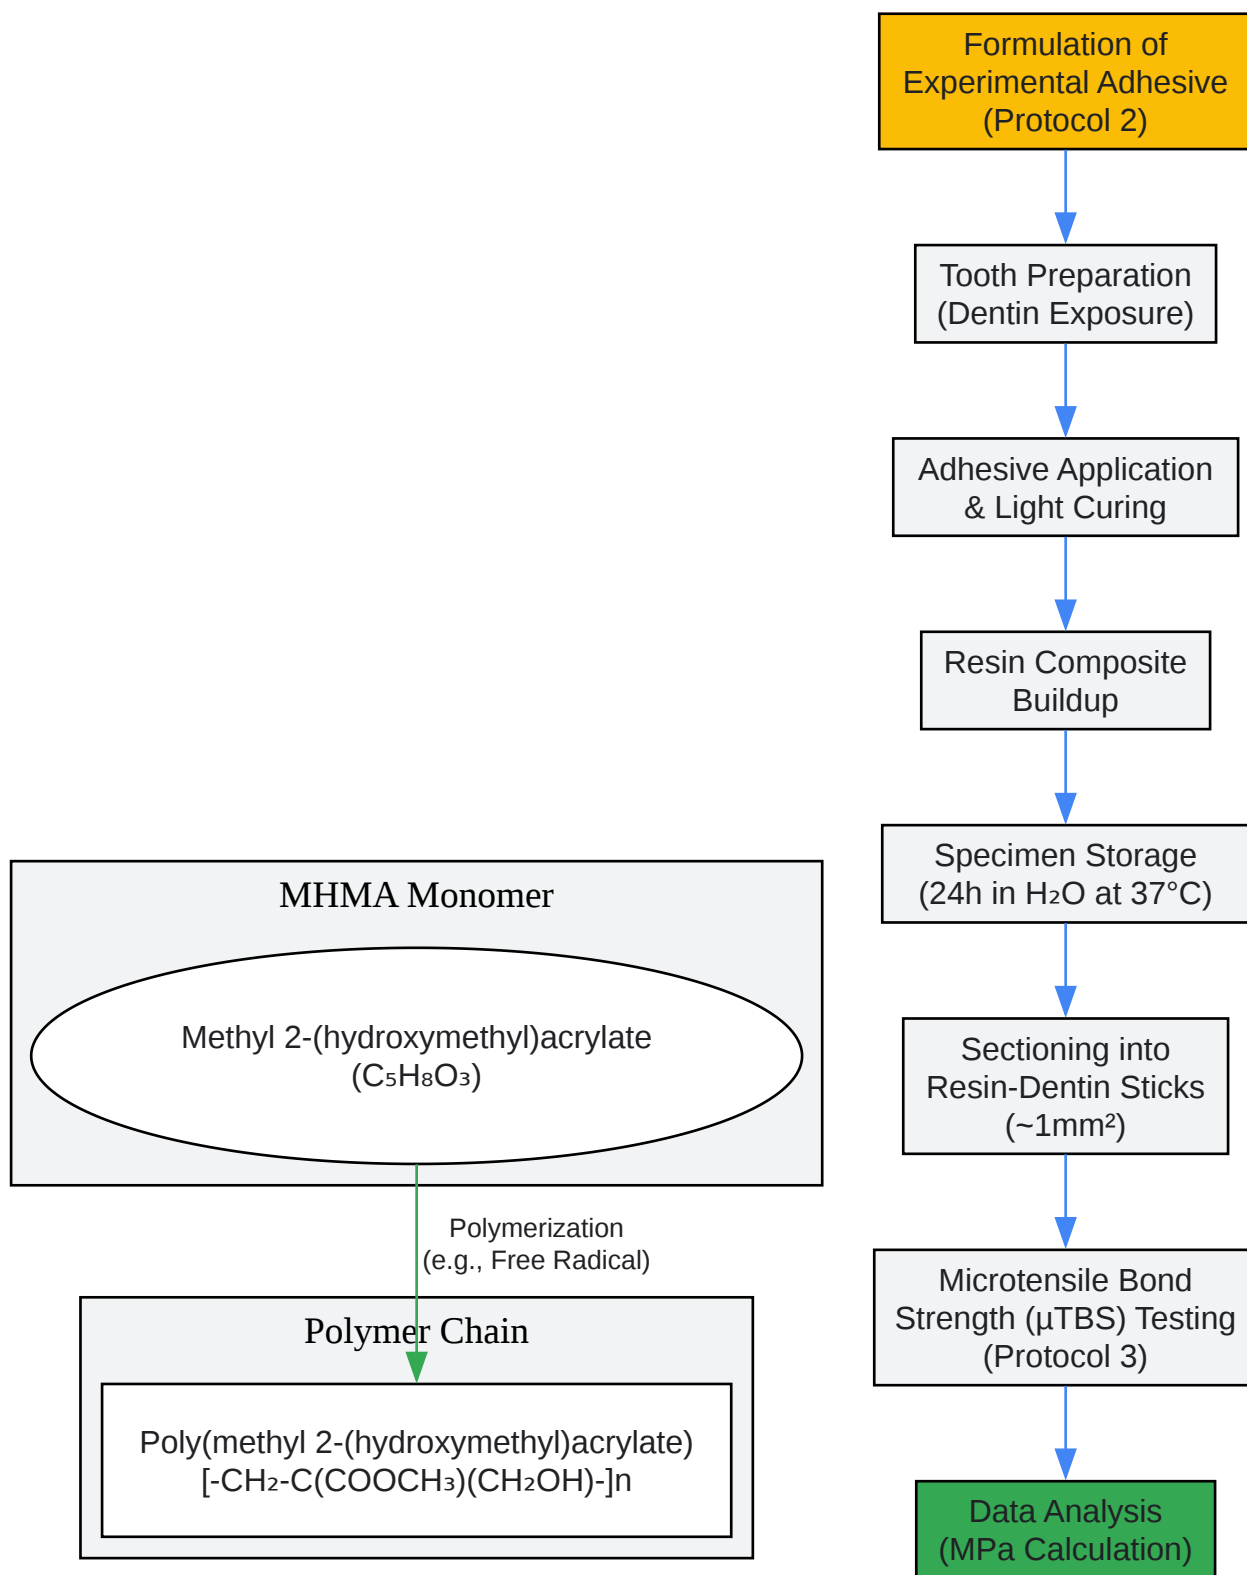 Formulation of
Experimental Adhesive
(Protocol 2)
Tooth Preparation
(Dentin Exposure)
Adhesive Application
& Light Curing
Resin Composite
Buildup
Specimen Storage
(24h in H₂O at 37°C)
Sectioning into
Resin-Dentin Sticks
(~1mm²)
Microtensile Bond
Strength (µTBS) Testing
(Protocol 3)
Data Analysis
(MPa Calculation)
MHMA Monomer
Methyl 2-(hydroxymethyl)acrylate
(C₅H₈O₃)
Polymerization
(e.g., Free Radical)
Polymer Chain
Poly(methyl 2-(hydroxymethyl)acrylate)
[-CH₂-C(COOCH₃)(CH₂OH)-]n